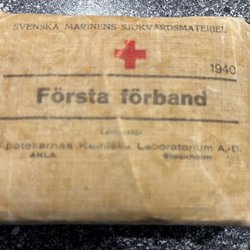 SVENSKA MARINENS SJUKVÅRDSMATERIEL
1940
Första förband
potekarnas Kemiska Laboratorium A.-B.
AKLA Stockholm